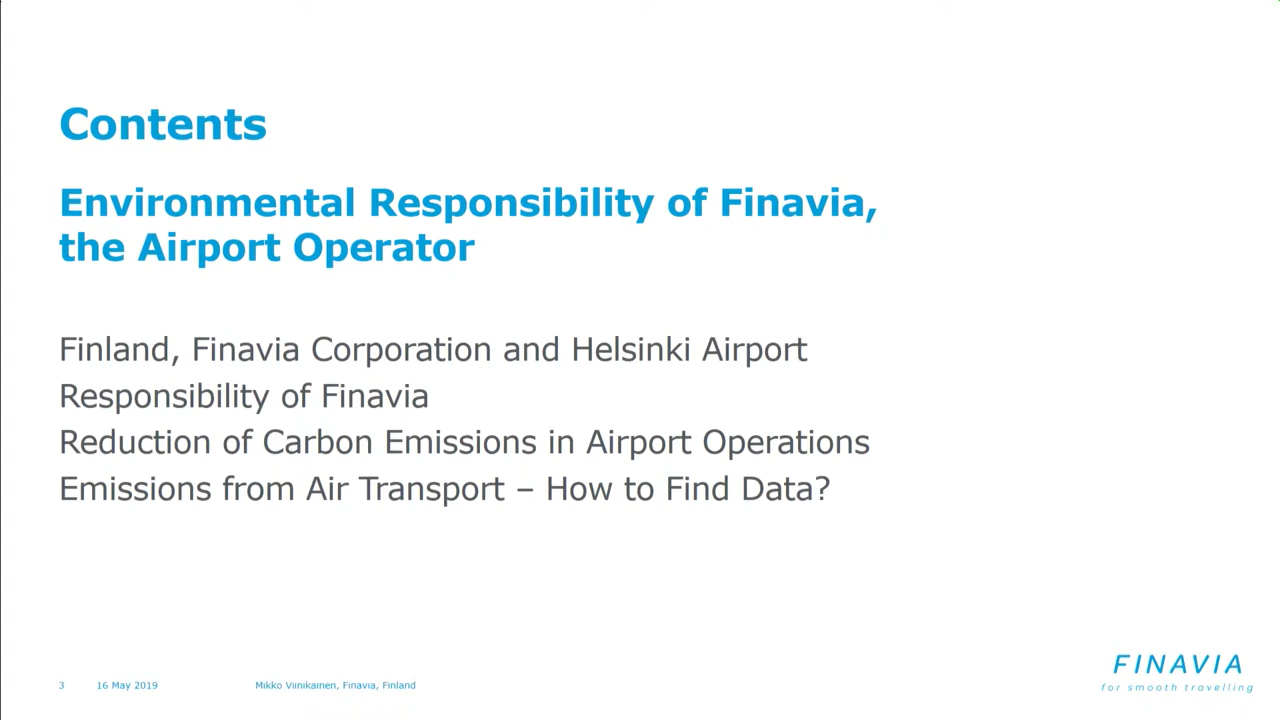 Contents
Environmental Responsibility of Finavia,
the Airport Operator
Finland, Finavia Corporation and Helsinki Airport
Responsibility of Finavia
Reduction of Carbon Emissions in Airport Operations
Emissions from Air Transport – How to Find Data?
3 16 May 2019 Mikko Viinikainen, Finavia, Finland
FINAVIA
for smooth travelling